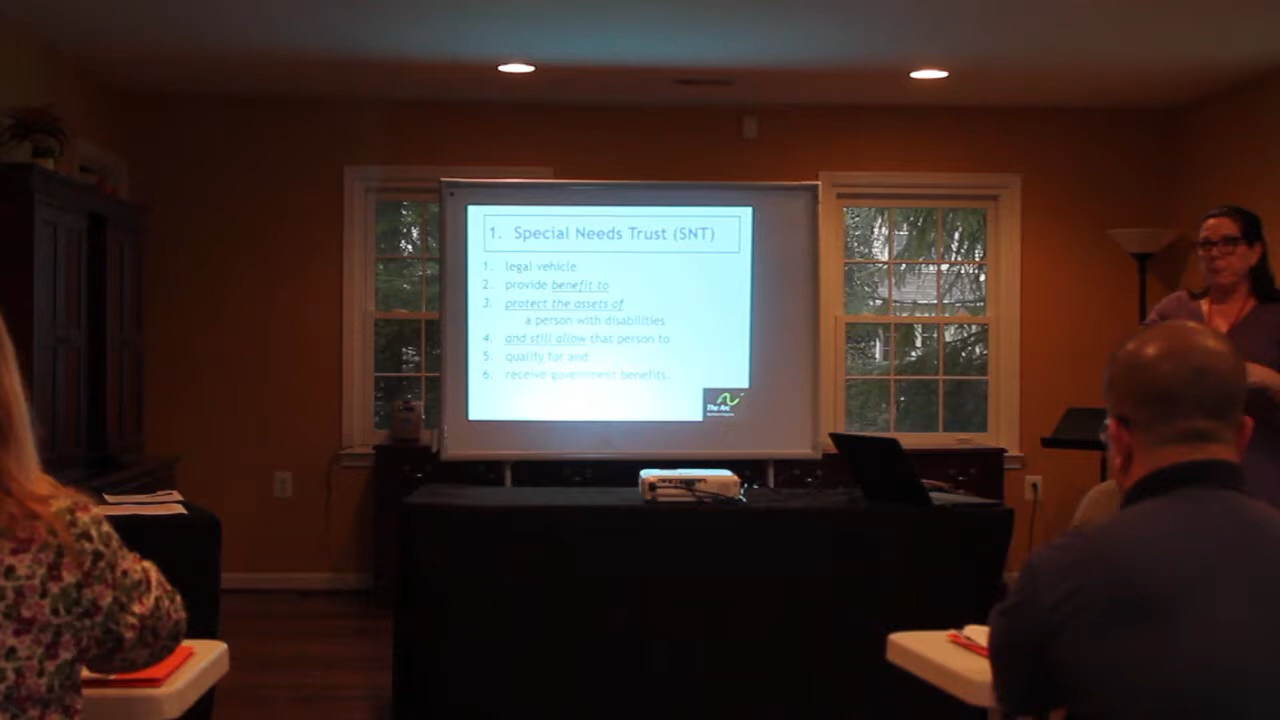 1. Special Needs Trust (SNT)
1. legal vehicle
2. provide benefit to
3. protect the assets of
a person with disabilities
4. and still allow that person to
5. qualify for and
6. receive government benefits.
The Arc